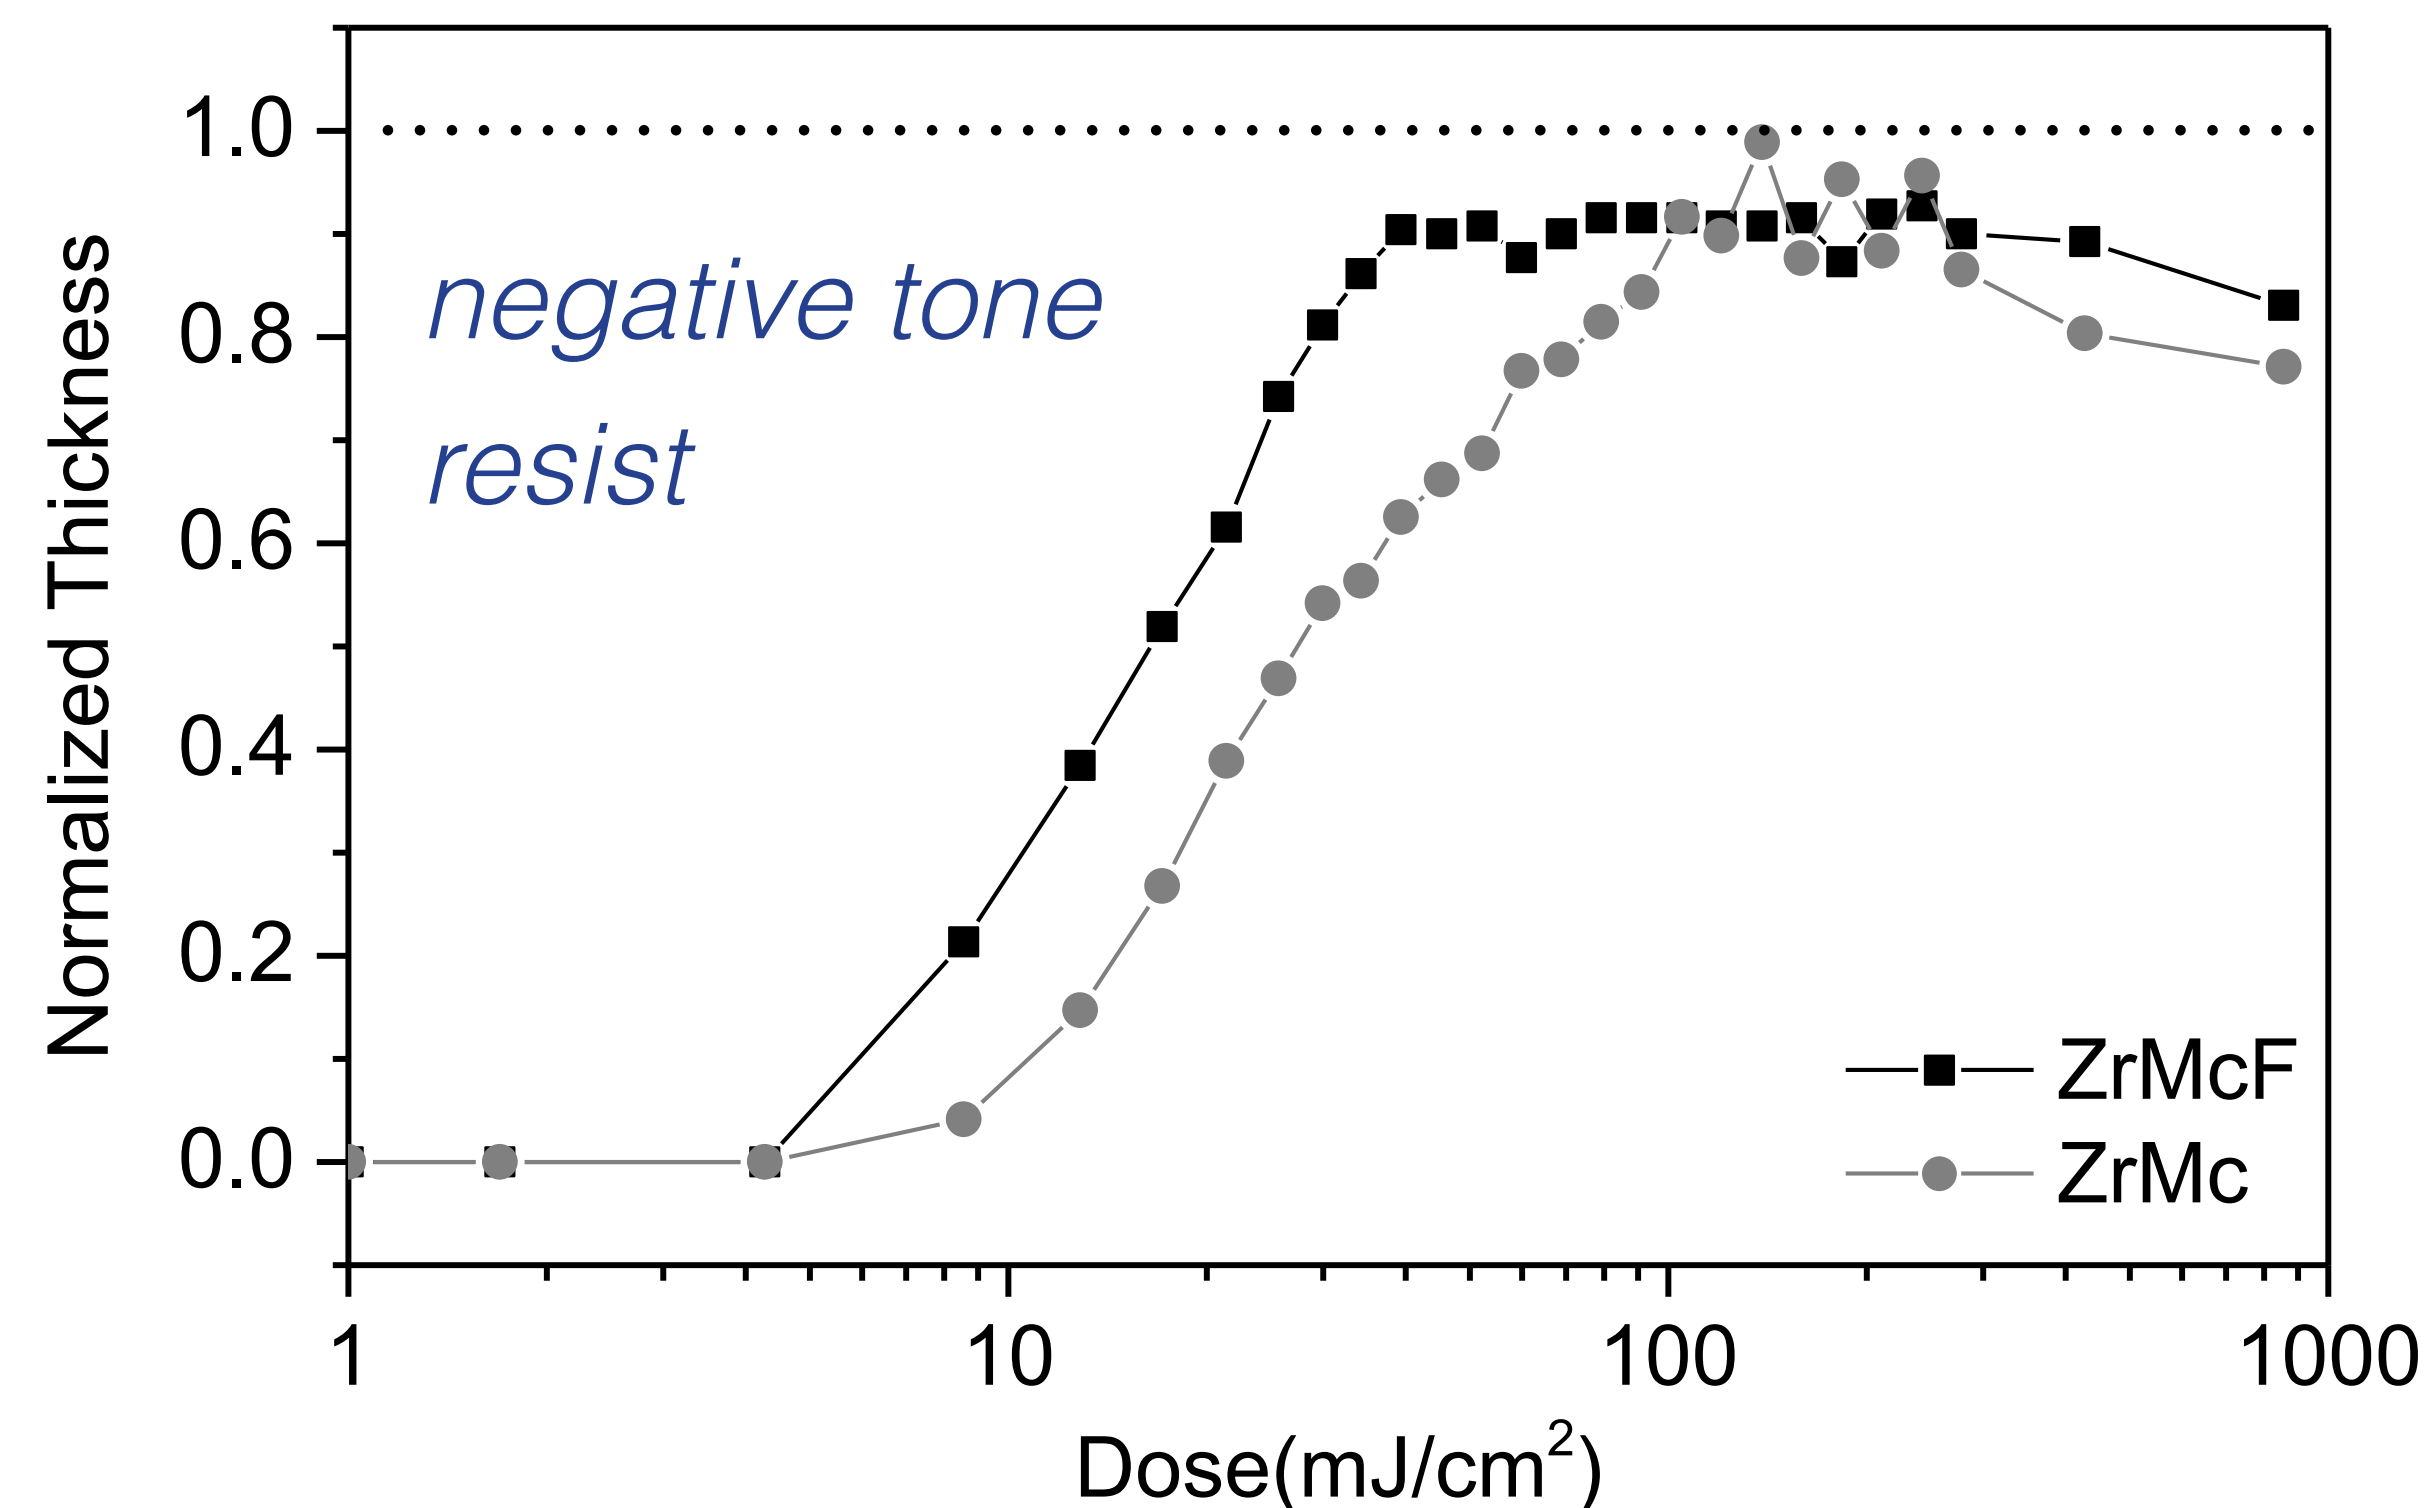 1.0
0.8
0.6
0.4
0.2
0.0
Normalized Thickness
negative tone
resist
ZrMcF
ZrMc
1 10 100 1000
Dose(mJ/cm²)